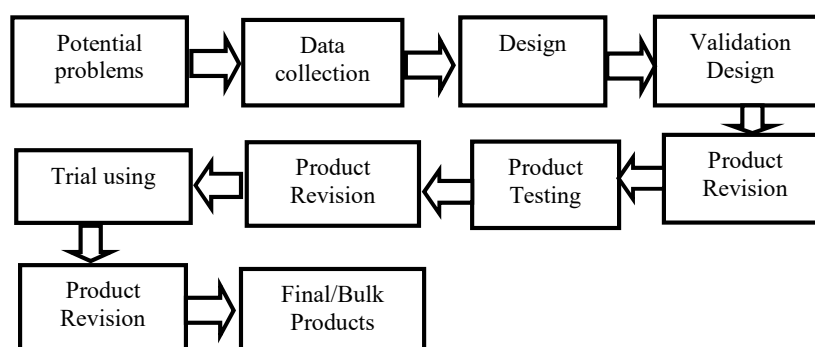 Potential
problems
Data
collection
Design
Validation
Design
Product
Revision
Product
Testing
Product
Revision
Trial using
Product
Revision
Final/Bulk
Products